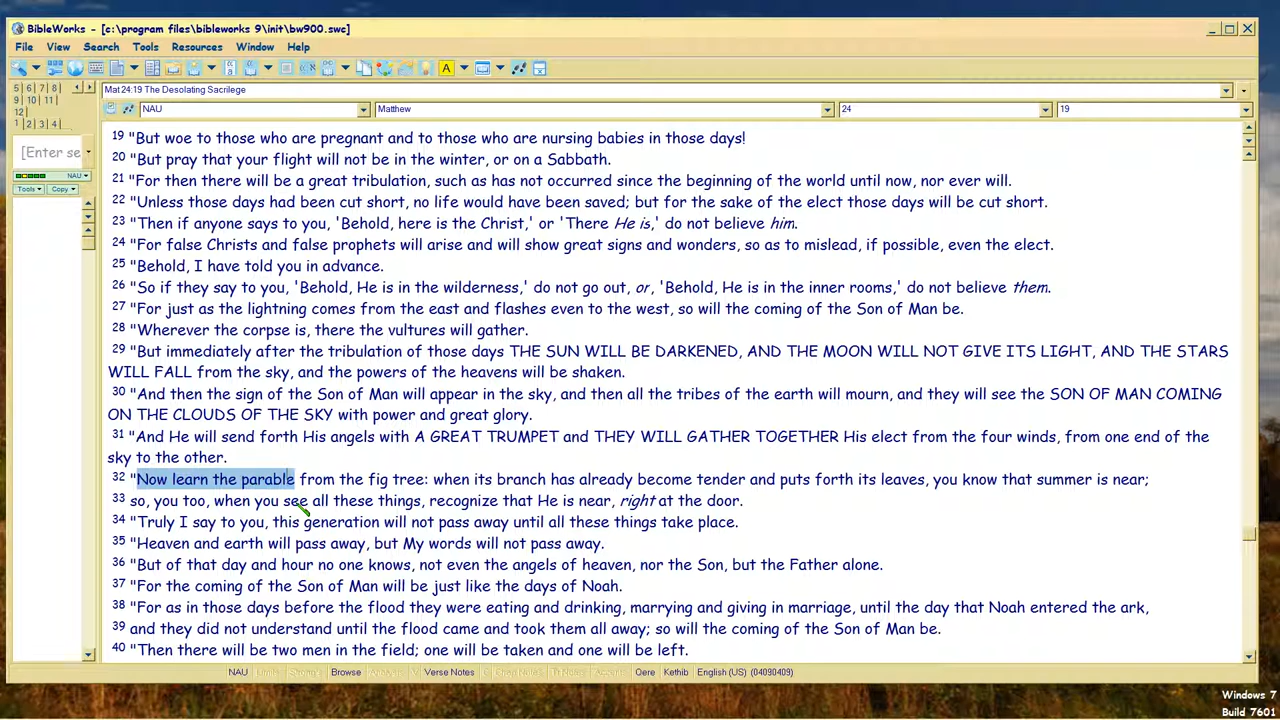 BibleWorks - [c:\program files\bibleworks 9\init\bw900.swc]
File View Search Tools Resources Window Help
5 | 6 | 7 | 8 |
9 | 10 | 11 |
12 |
1 | 2 | 3 | 4 |
Mat 24:19 The Desolating Sacrilege
NAU Matthew 24 19
[Enter se
NAU
Tools Copy
19 "But woe to those who are pregnant and to those who are nursing babies in those days!
20 "But pray that your flight will not be in the winter, or on a Sabbath.
21 "For then there will be a great tribulation, such as has not occurred since the beginning of the world until now, nor ever will.
22 "Unless those days had been cut short, no life would have been saved; but for the sake of the elect those days will be cut short.
23 "Then if anyone says to you, 'Behold, here is the Christ,' or 'There He is,' do not believe him.
24 "For false Christs and false prophets will arise and will show great signs and wonders, so as to mislead, if possible, even the elect.
25 "Behold, I have told you in advance.
26 "So if they say to you, 'Behold, He is in the wilderness,' do not go out, or, 'Behold, He is in the inner rooms,' do not believe them.
27 "For just as the lightning comes from the east and flashes even to the west, so will the coming of the Son of Man be.
28 "Wherever the corpse is, there the vultures will gather.
29 "But immediately after the tribulation of those days THE SUN WILL BE DARKENED, AND THE MOON WILL NOT GIVE ITS LIGHT, AND THE STARS
WILL FALL from the sky, and the powers of the heavens will be shaken.
30 "And then the sign of the Son of Man will appear in the sky, and then all the tribes of the earth will mourn, and they will see the SON OF MAN COMING
ON THE CLOUDS OF THE SKY with power and great glory.
31 "And He will send forth His angels with A GREAT TRUMPET and THEY WILL GATHER TOGETHER His elect from the four winds, from one end of the
sky to the other.
32 "Now learn the parable from the fig tree: when its branch has already become tender and puts forth its leaves, you know that summer is near;
33 so, you too, when you see all these things, recognize that He is near, right at the door.
34 "Truly I say to you, this generation will not pass away until all these things take place.
35 "Heaven and earth will pass away, but My words will not pass away.
36 "But of that day and hour no one knows, not even the angels of heaven, nor the Son, but the Father alone.
37 "For the coming of the Son of Man will be just like the days of Noah.
38 "For as in those days before the flood they were eating and drinking, marrying and giving in marriage, until the day that Noah entered the ark,
39 and they did not understand until the flood came and took them all away; so will the coming of the Son of Man be.
40 "Then there will be two men in the field; one will be taken and one will be left.
NAU Browse Verse Notes Qere Kethib English (US) (04090409)
Windows 7
Build 7601